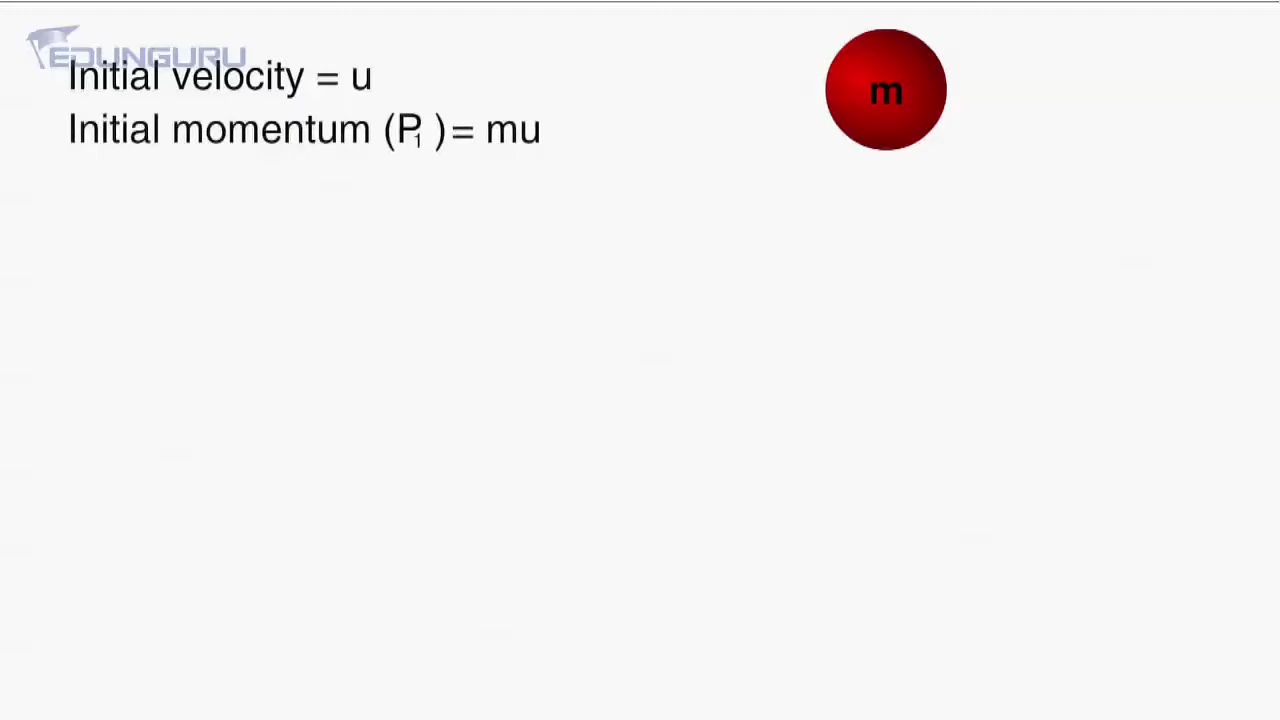 EDUNGURU
Initial velocity = u
Initial momentum (P₁ ) = mu
m